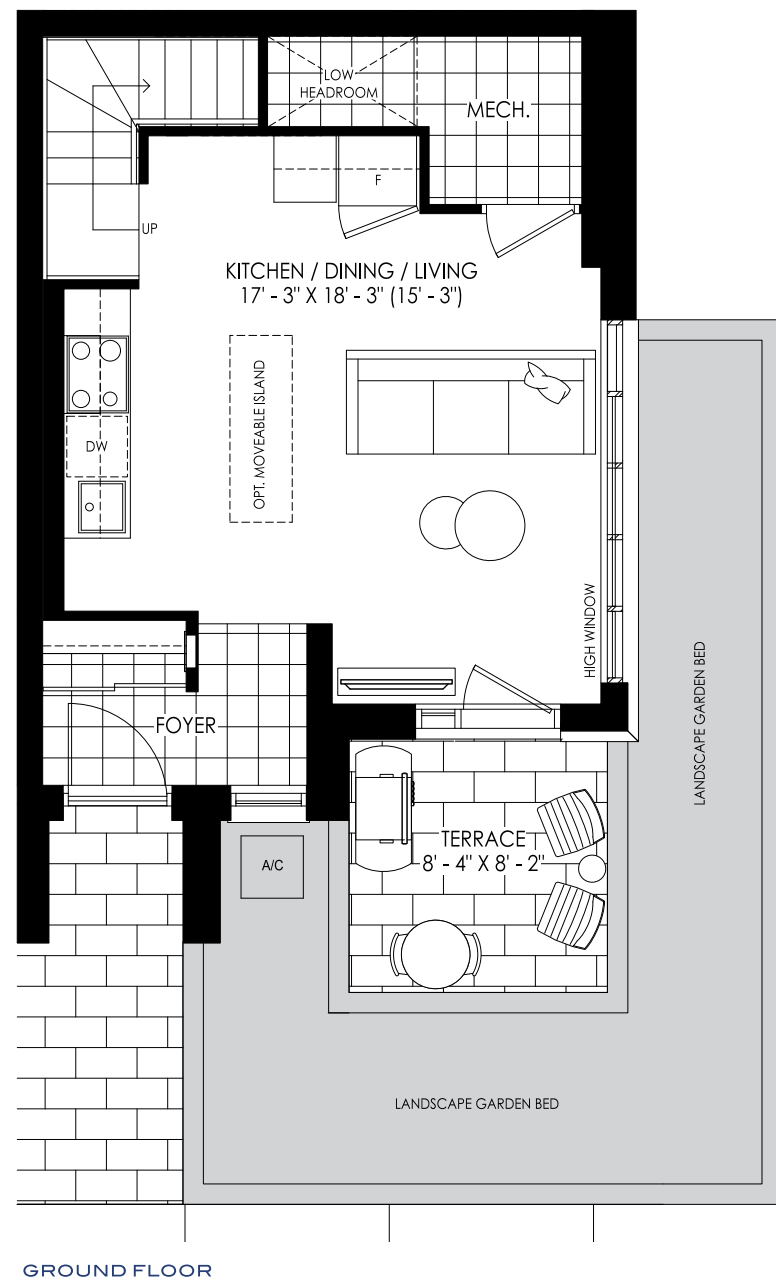 LOW
HEADROOM
MECH.
F
UP
KITCHEN / DINING / LIVING
17' - 3" X 18' - 3" (15' - 3")
OPT. MOVEABLE ISLAND
DW
HIGH WINDOW
LANDSCAPE GARDEN BED
FOYER
TERRACE
8' - 4" X 8' - 2"
A/C
LANDSCAPE GARDEN BED
GROUND FLOOR